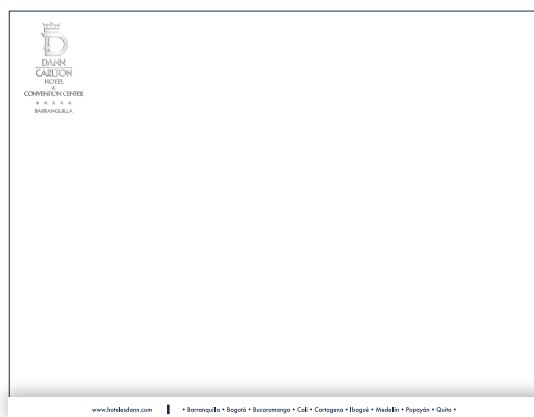 D
DANN
CARLTON
HOTEL
&
CONVENTION CENTER
★ ★ ★ ★ ★
BARRANQUILLA
www.hotelesdann.com
• Barranquilla • Bogotá • Bucaramanga • Cali • Cartagena • Ibagué • Medellín • Popayán • Quito •